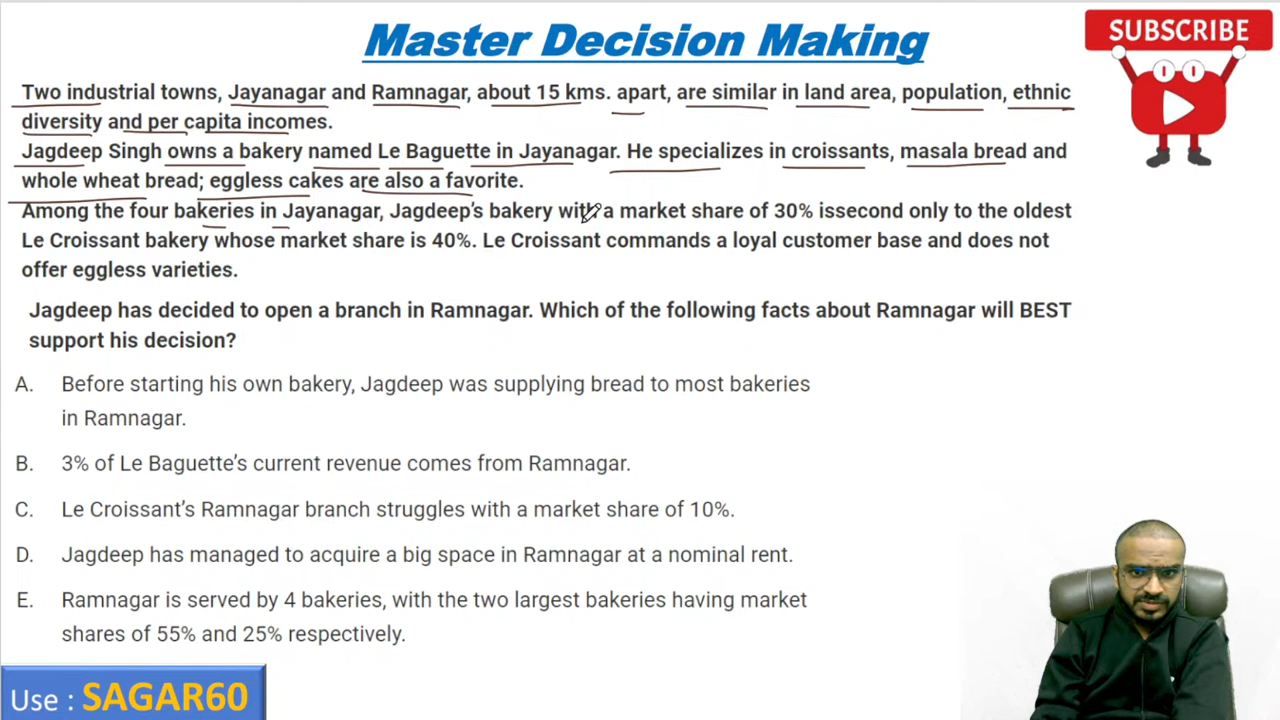 Master Decision Making
SUBSCRIBE
Two industrial towns, Jayanagar and Ramnagar, about 15 kms. apart, are similar in land area, population, ethnic
diversity and per capita incomes.
Jagdeep Singh owns a bakery named Le Baguette in Jayanagar. He specializes in croissants, masala bread and
whole wheat bread; eggless cakes are also a favorite.
Among the four bakeries in Jayanagar, Jagdeep's bakery with a market share of 30% issecond only to the oldest
Le Croissant bakery whose market share is 40%. Le Croissant commands a loyal customer base and does not
offer eggless varieties.
Jagdeep has decided to open a branch in Ramnagar. Which of the following facts about Ramnagar will BEST
support his decision?
A. Before starting his own bakery, Jagdeep was supplying bread to most bakeries
in Ramnagar.
B. 3% of Le Baguette's current revenue comes from Ramnagar.
C. Le Croissant's Ramnagar branch struggles with a market share of 10%.
D. Jagdeep has managed to acquire a big space in Ramnagar at a nominal rent.
E. Ramnagar is served by 4 bakeries, with the two largest bakeries having market
shares of 55% and 25% respectively.
Use : SAGAR60